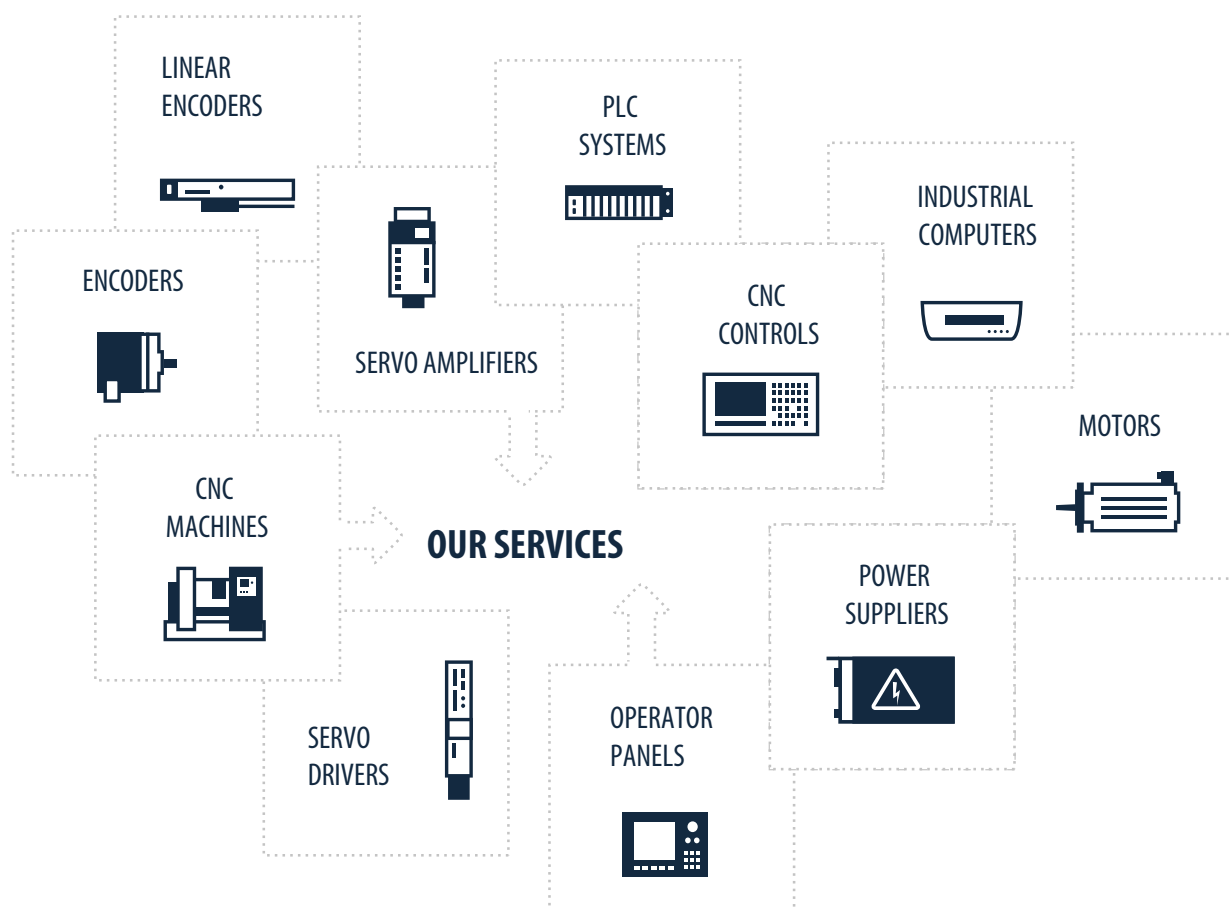 LINEAR
ENCODERS
PLC
SYSTEMS
INDUSTRIAL
COMPUTERS
ENCODERS
SERVO AMPLIFIERS
CNC
CONTROLS
MOTORS
CNC
MACHINES
OUR SERVICES
POWER
SUPPLIERS
SERVO
DRIVERS
OPERATOR
PANELS